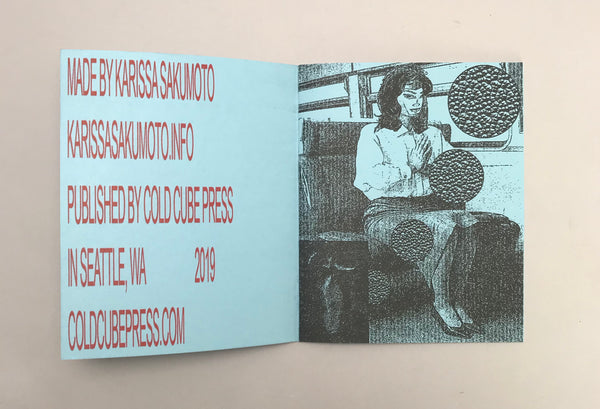 MADE BY KARISSA SAKUMOTO
KARISSASAKUMOTO.INFO
PUBLISHED BY COLD CUBE PRESS
IN SEATTLE, WA 2019
COLDCUBEPRESS.COM